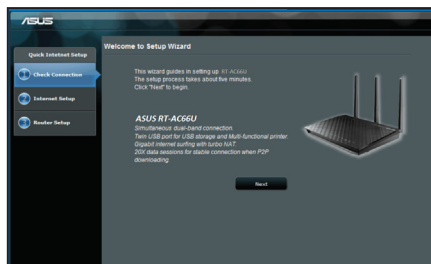 ASUS
Quick Internet Setup
Check Connection
Internet Setup
Router Setup
Welcome to Setup Wizard
This wizard guides in setting up RT-AC66U
The setup process takes about five minutes.
Click "Next" to begin.
ASUS RT-AC66U
Simultaneous dual-band connection.
Twin USB port for USB storage and Multi-functional printer.
Gigabit internet surfing with turbo NAT.
20X data sessions for stable connection when P2P
downloading.
Next